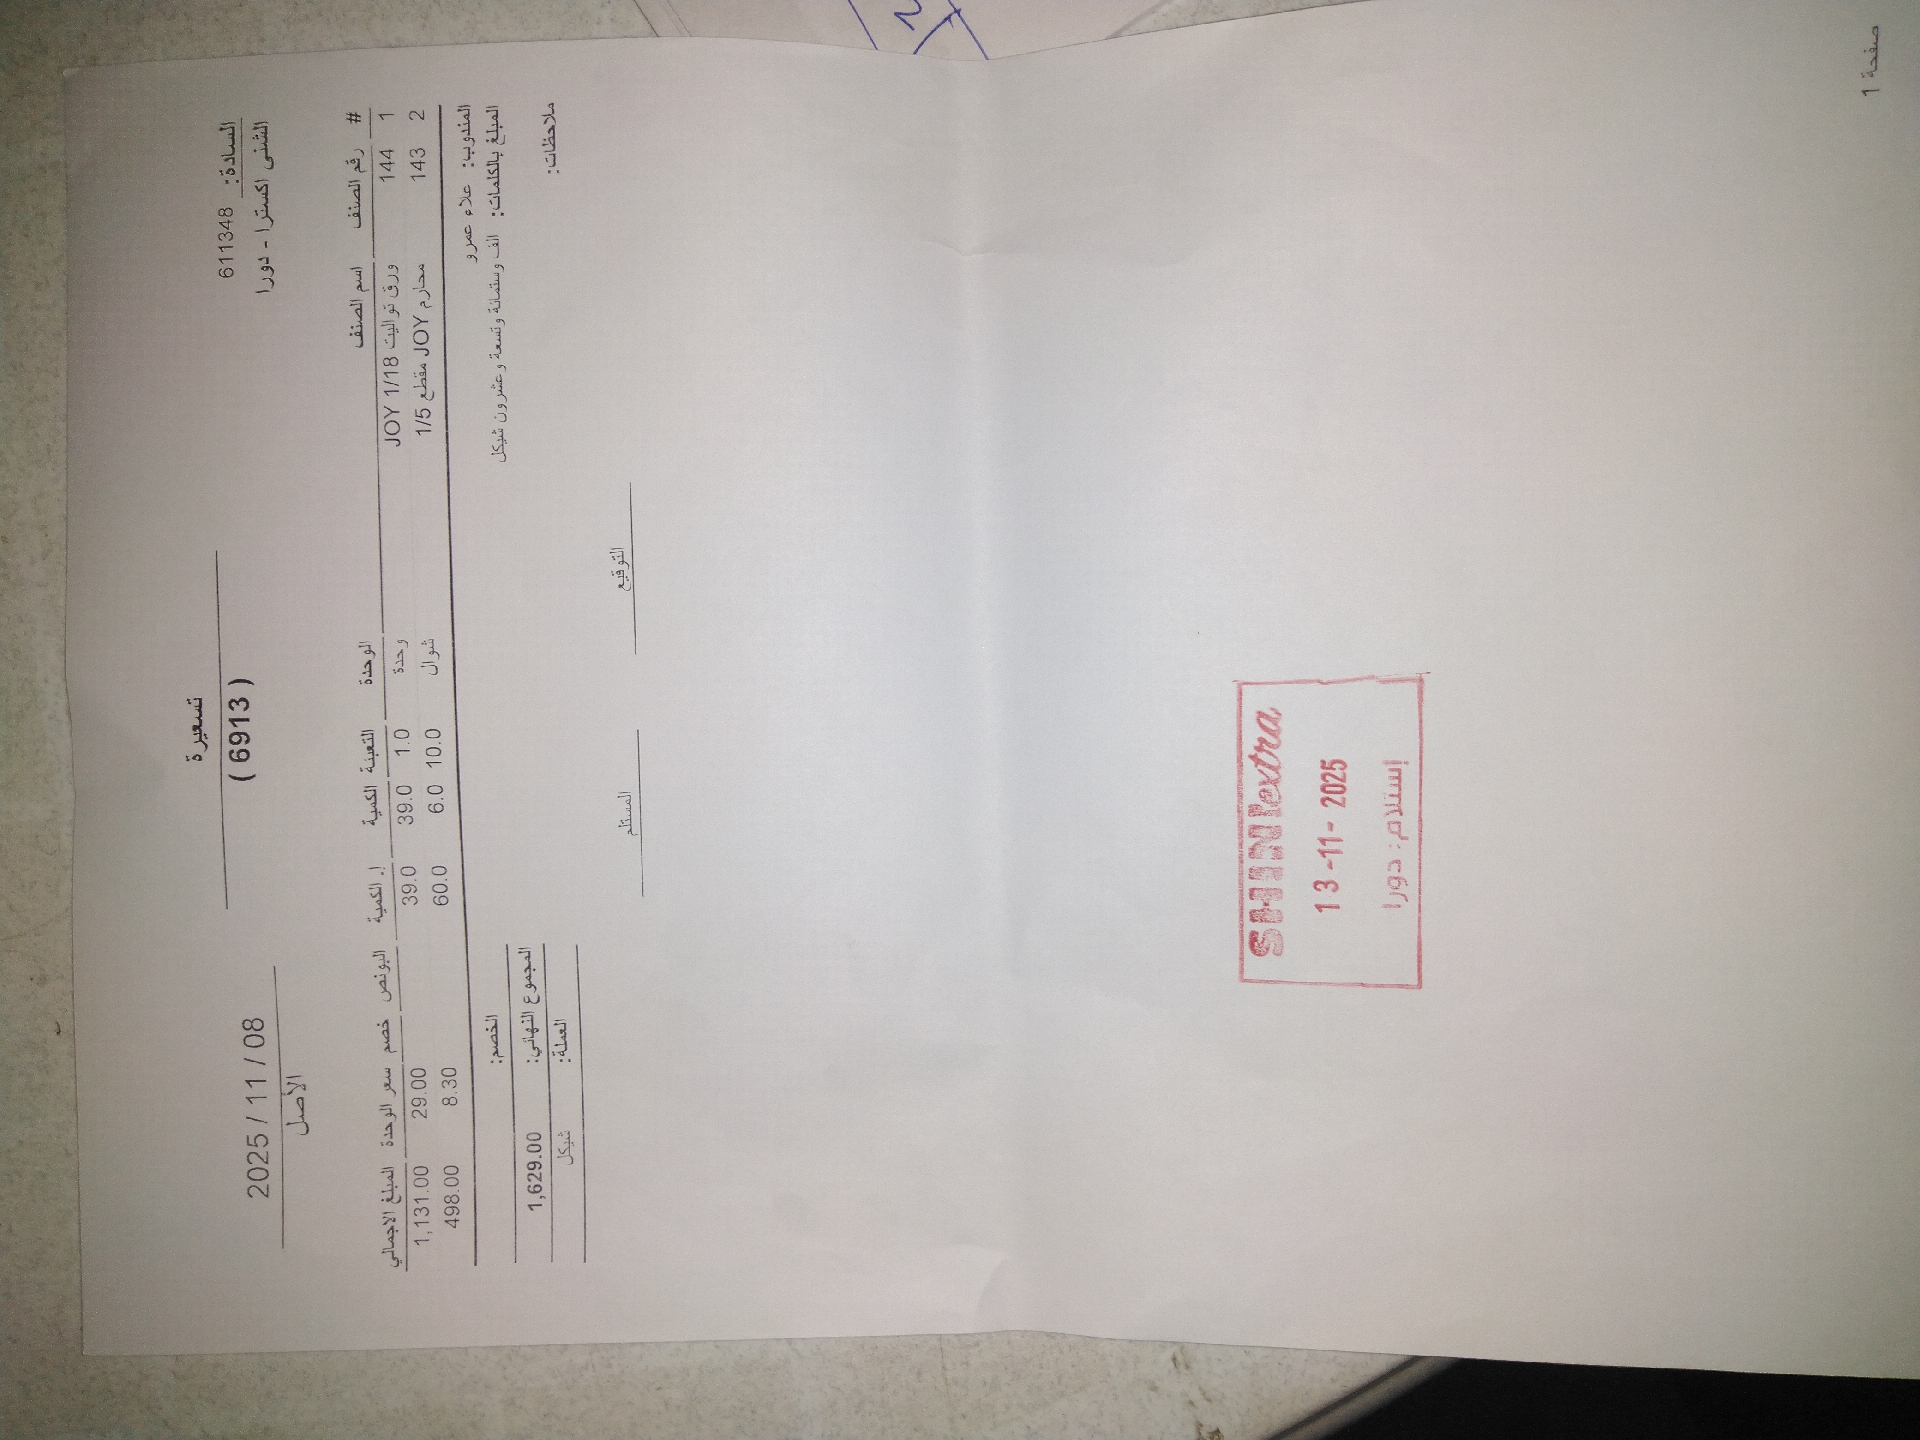 تسعيرة
( 6913 )
السادة: 611348
الشني اكسترا - دورا
2025 / 11 / 08
الأصل
# رقم الصنف اسم الصنف الوحدة التعبئة الكمية إ. الكمية البونص خصم سعر الوحدة المبلغ الاجمالي
1 144 ورق تواليت JOY 1/18 وحدة 1.0 39.0 39.0 29.00 1,131.00
2 143 محارم JOY مقطع 1/5 شوال 10.0 6.0 60.0 8.30 498.00
المندوب: علاء عمرو
الخصم:
المبلغ بالكلمات: الف وستمائة وتسعة وعشرون شيكل
المجموع النهائي: 1,629.00
العملة: شيكل
ملاحظات:
التوقيع
المستلم
SHINIextra
13-11-2025
إستلام: دورا
صفحة 1